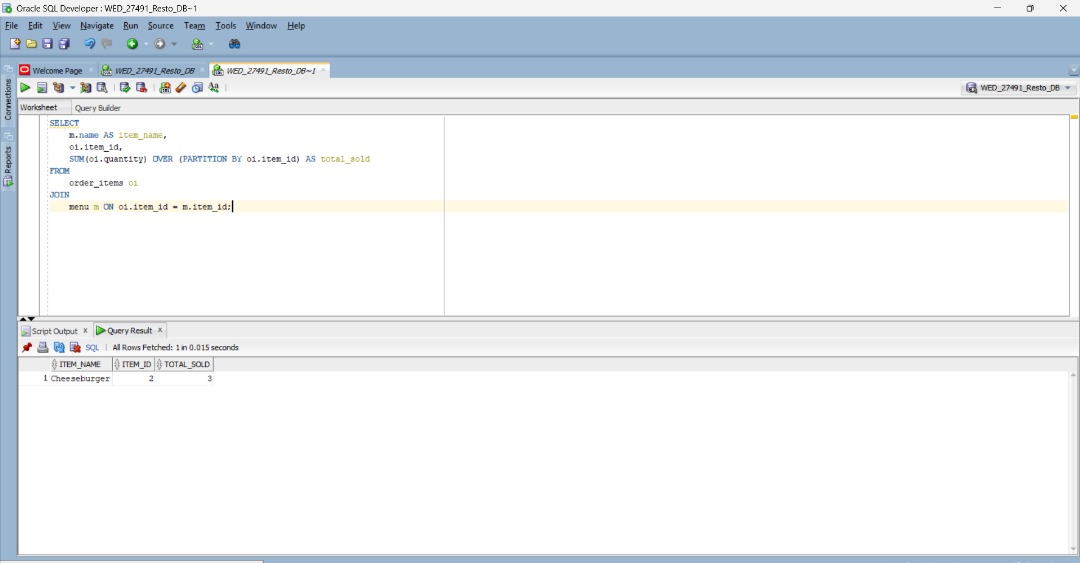 Oracle SQL Developer : WED_27491_Resto_DB~1
File Edit View Navigate Run Source Team Tools Window Help
Welcome Page WED_27491_Resto_DB WED_27491_Resto_DB~1
WED_27491_Resto_DB
Connections
Reports
Worksheet Query Builder
SELECT
m.name AS item_name,
oi.item_id,
SUM(oi.quantity) OVER (PARTITION BY oi.item_id) AS total_sold
FROM
order_items oi
JOIN
menu m ON oi.item_id = m.item_id;
Script Output x Query Result x
SQL | All Rows Fetched: 1 in 0.015 seconds
ITEM_NAME ITEM_ID TOTAL_SOLD
1 Cheeseburger 2 3